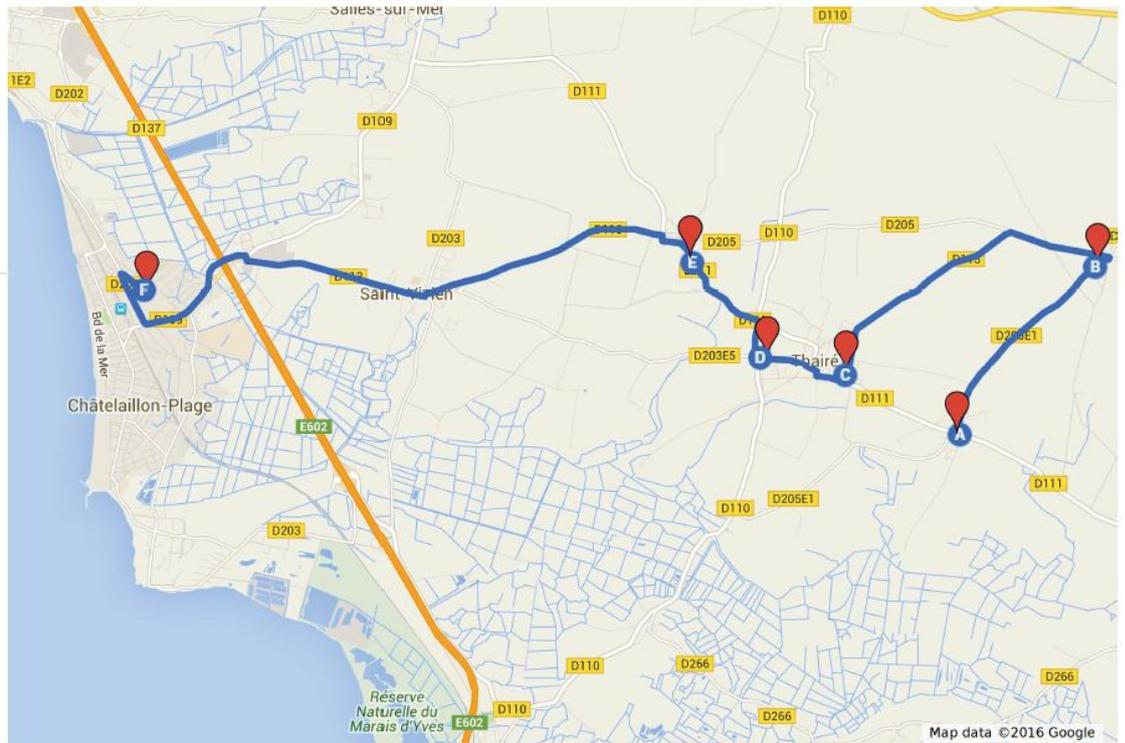 Salles-sur-Mer
D110
1E2
D202
D111
D109
D137
D205
D110
D203
D205
B
E
F
Saint-Vivien
D203E5
D
Thairé
C
Bd de la Mer
D111
Châtelaillon-Plage
A
E602
D111
D205E1
D110
D203
D110
D266
D266
Réserve
Naturelle du
Marais d'Yves
D110
E602
D266
Map data ©2016 Google